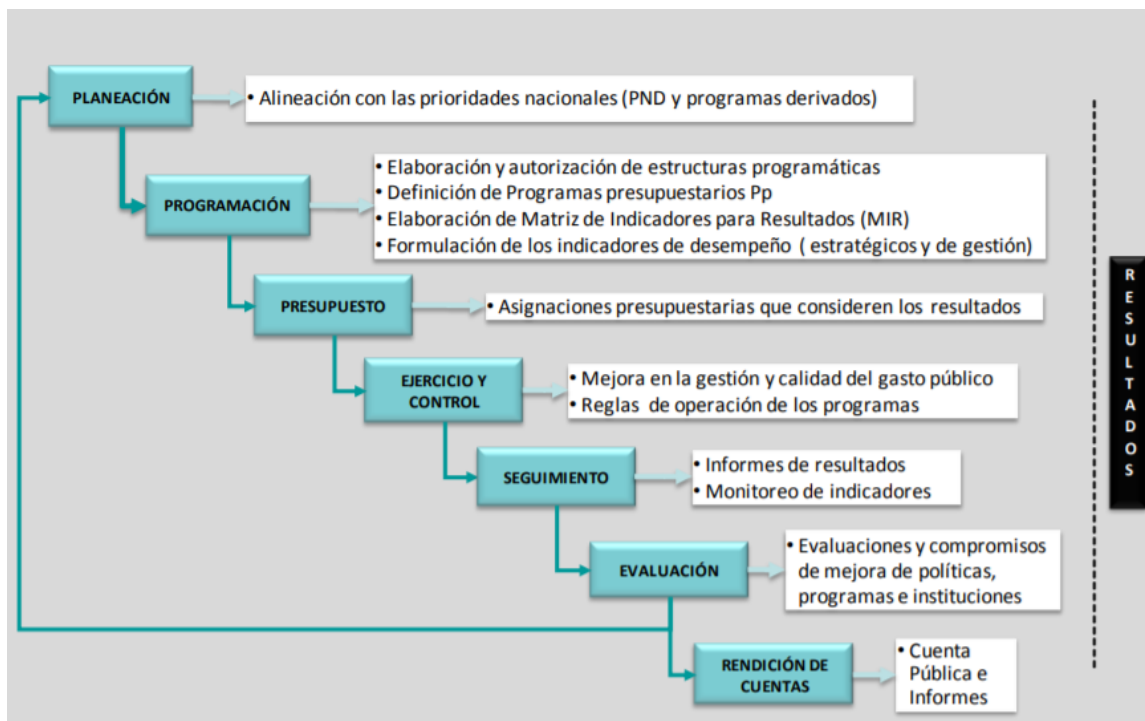 PLANEACIÓN
• Alineación con las prioridades nacionales (PND y programas derivados)
PROGRAMACIÓN
• Elaboración y autorización de estructuras programáticas
• Definición de Programas presupuestarios Pp
• Elaboración de Matriz de Indicadores para Resultados (MIR)
• Formulación de los indicadores de desempeño ( estratégicos y de gestión)
PRESUPUESTO
• Asignaciones presupuestarias que consideren los resultados
EJERCICIO Y
CONTROL
• Mejora en la gestión y calidad del gasto público
• Reglas de operación de los programas
SEGUIMIENTO
• Informes de resultados
• Monitoreo de indicadores
EVALUACIÓN
• Evaluaciones y compromisos
de mejora de políticas,
programas e instituciones
RENDICIÓN DE
CUENTAS
• Cuenta
Pública e
Informes
RESULTADOS